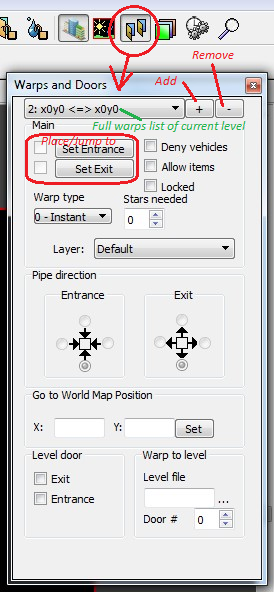 Remove
Warps and Doors
Add
2: x0y0 <=> x0y0
+
-
Full warps list of current level
Main
Place/Jump to
Set Entrance
Deny vehicles
Set Exit
Allow items
Locked
Warp type
Stars needed
0 - Instant
0
Layer:
Default
Pipe direction
Entrance
Exit
Go to World Map Position
X:
Y:
Set
Level door
Warp to level
Exit
Level file
Entrance
...
Door #
0